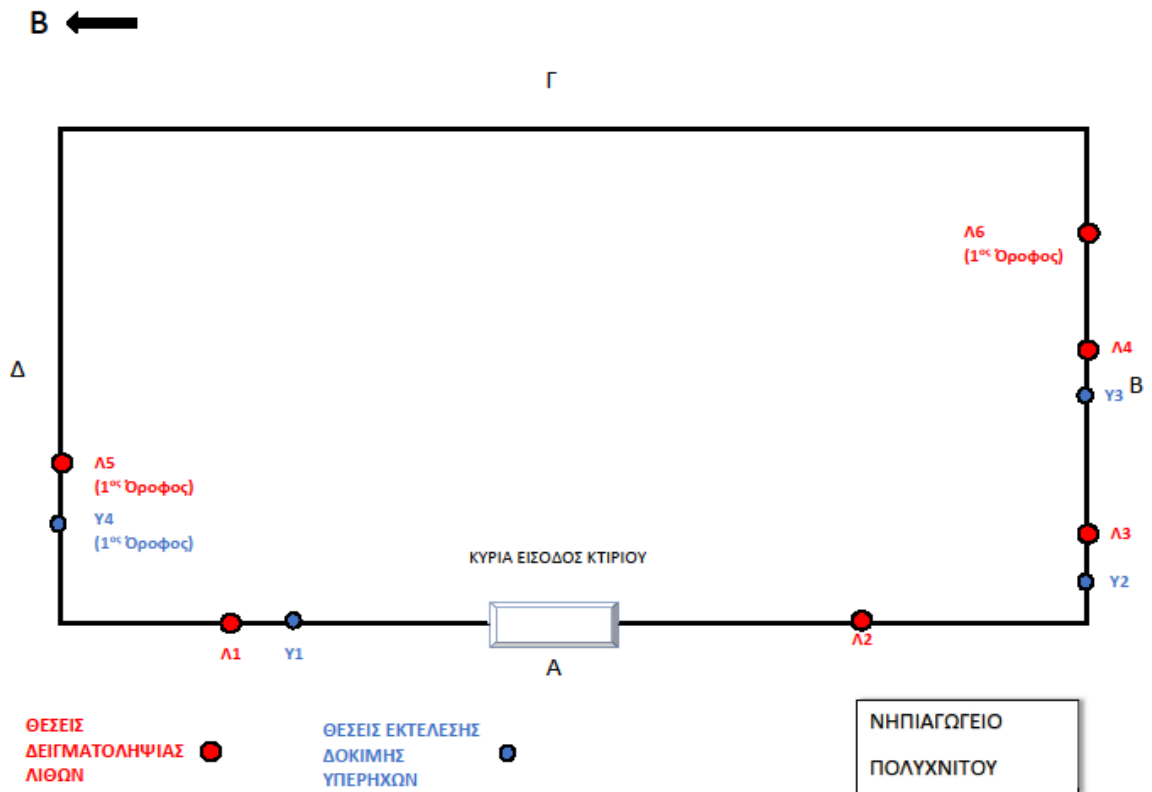 Β
Γ
Λ6
(1ος Όροφος)
Λ4
Δ
Υ3 Β
Λ5
(1ος Όροφος)
Υ4
(1ος Όροφος)
Λ3
ΚΥΡΙΑ ΕΙΣΟΔΟΣ ΚΤΙΡΙΟΥ
Υ2
Λ1 Υ1
Λ2
Α
ΘΕΣΕΙΣ
ΔΕΙΓΜΑΤΟΛΗΨΙΑΣ
ΛΙΘΩΝ
ΘΕΣΕΙΣ ΕΚΤΕΛΕΣΗΣ
ΔΟΚΙΜΗΣ
ΥΠΕΡΗΧΩΝ
ΝΗΠΙΑΓΩΓΕΙΟ
ΠΟΛΥΧΝΙΤΟΥ